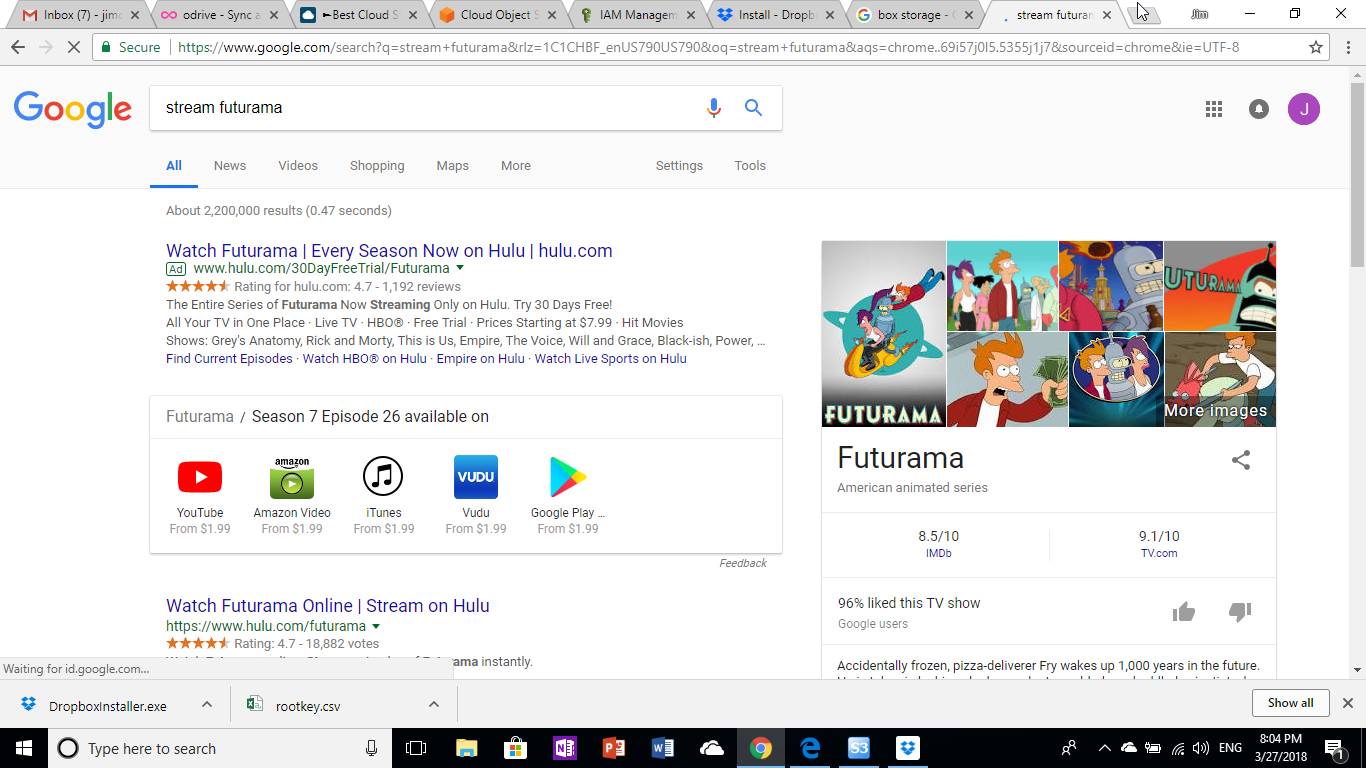 Inbox (7) - jimc
odrive - Sync a
Best Cloud S
Cloud Object S
IAM Managem
Install - Dropb
box storage - G
stream futuram
Jim
Secure https://www.google.com/search?q=stream+futurama&rlz=1C1CHBF_enUS790US790&oq=stream+futurama&aqs=chrome..69i57j0l5.5355j1j7&sourceid=chrome&ie=UTF-8
Google
stream futurama
J
All News Videos Shopping Maps More Settings Tools
About 2,200,000 results (0.47 seconds)
Watch Futurama | Every Season Now on Hulu | hulu.com
Ad www.hulu.com/30DayFreeTrial/Futurama
Rating for hulu.com: 4.7 - 1,192 reviews
The Entire Series of Futurama Now Streaming Only on Hulu. Try 30 Days Free!
All Your TV in One Place · Live TV · HBO® · Free Trial · Prices Starting at $7.99 · Hit Movies
Shows: Grey's Anatomy, Rick and Morty, This Is Us, Empire, The Voice, Will and Grace, Black-ish, Power, ...
Find Current Episodes · Watch HBO® on Hulu · Empire on Hulu · Watch Live Sports on Hulu
Futurama / Season 7 Episode 26 available on
amazon
VUDU
YouTube Amazon Video iTunes Vudu Google Play ...
From $1.99 From $1.99 From $1.99 From $1.99 From $1.99
Feedback
Watch Futurama Online | Stream on Hulu
https://www.hulu.com/futurama
Rating: 4.7 - 18,882 votes
instantly.
FUTURAMA
FUTURAMA
More images
Futurama
American animated series
8.5/10 9.1/10
IMDb TV.com
96% liked this TV show
Google users
Accidentally frozen, pizza-deliverer Fry wakes up 1,000 years in the future.
Waiting for id.google.com...
DropboxInstaller.exe
rootkey.csv
Show all
Type here to search
S3
ENG
8:04 PM
3/27/2018
1